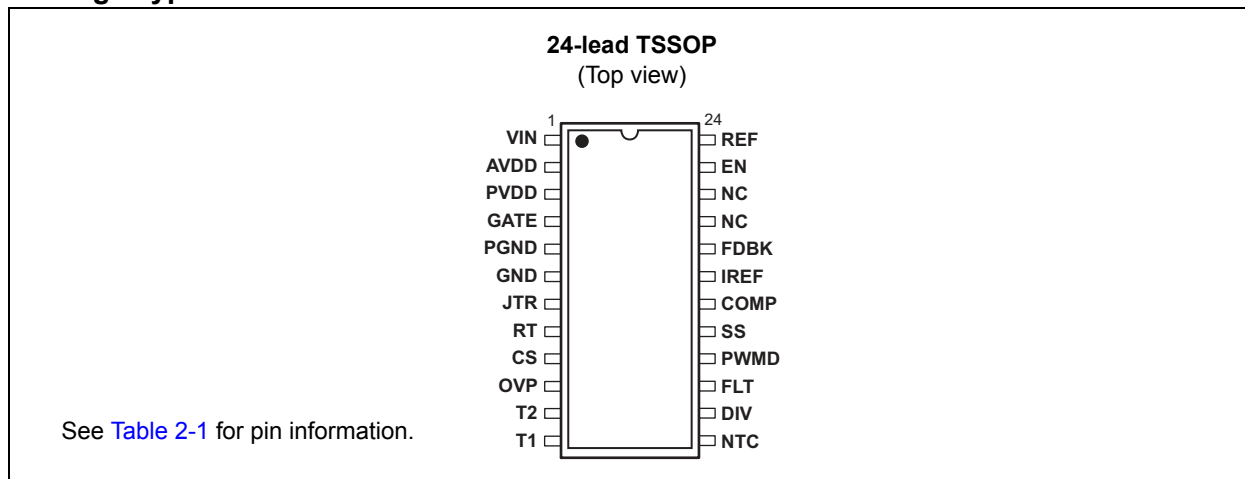 24-lead TSSOP
(Top view)
1 24
VIN REF
AVDD EN
PVDD NC
GATE NC
PGND FDBK
GND IREF
JTR COMP
RT SS
CS PWMD
OVP FLT
T2 DIV
T1 NTC
See Table 2-1 for pin information.